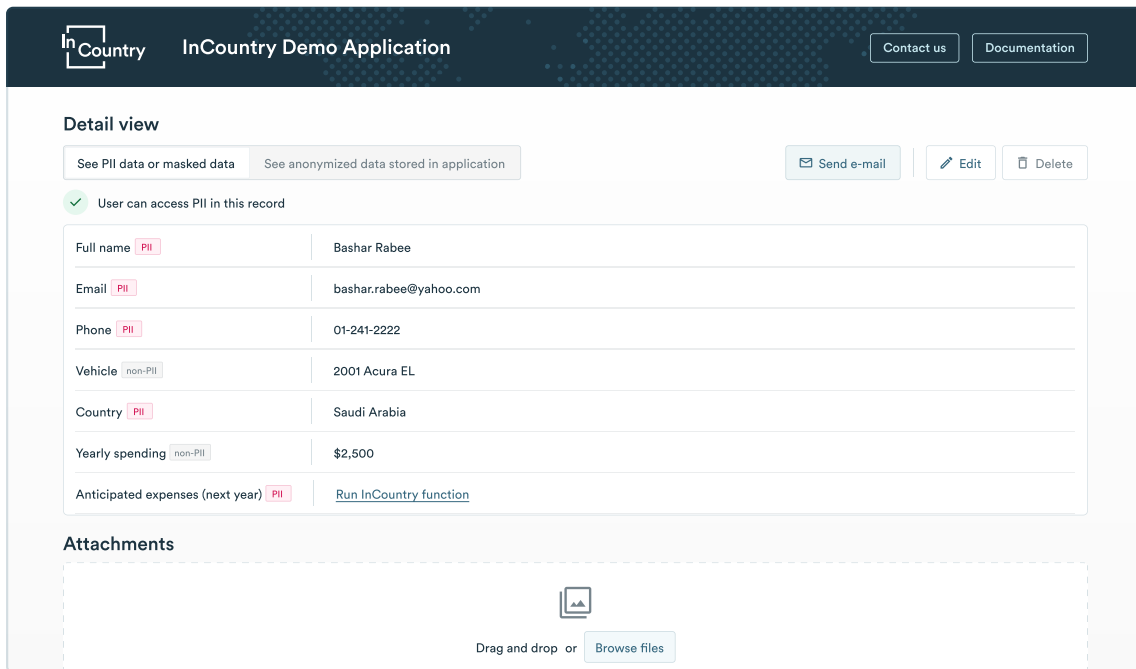 In Country
InCountry Demo Application
Contact us
Documentation
Detail view
See PII data or masked data
See anonymized data stored in application
Send e-mail
Edit
Delete
User can access PII in this record
Full name PII Bashar Rabee
Email PII bashar.rabee@yahoo.com
Phone PII 01-241-2222
Vehicle non-PII 2001 Acura EL
Country PII Saudi Arabia
Yearly spending non-PII $2,500
Anticipated expenses (next year) PII Run InCountry function
Attachments
Drag and drop or Browse files